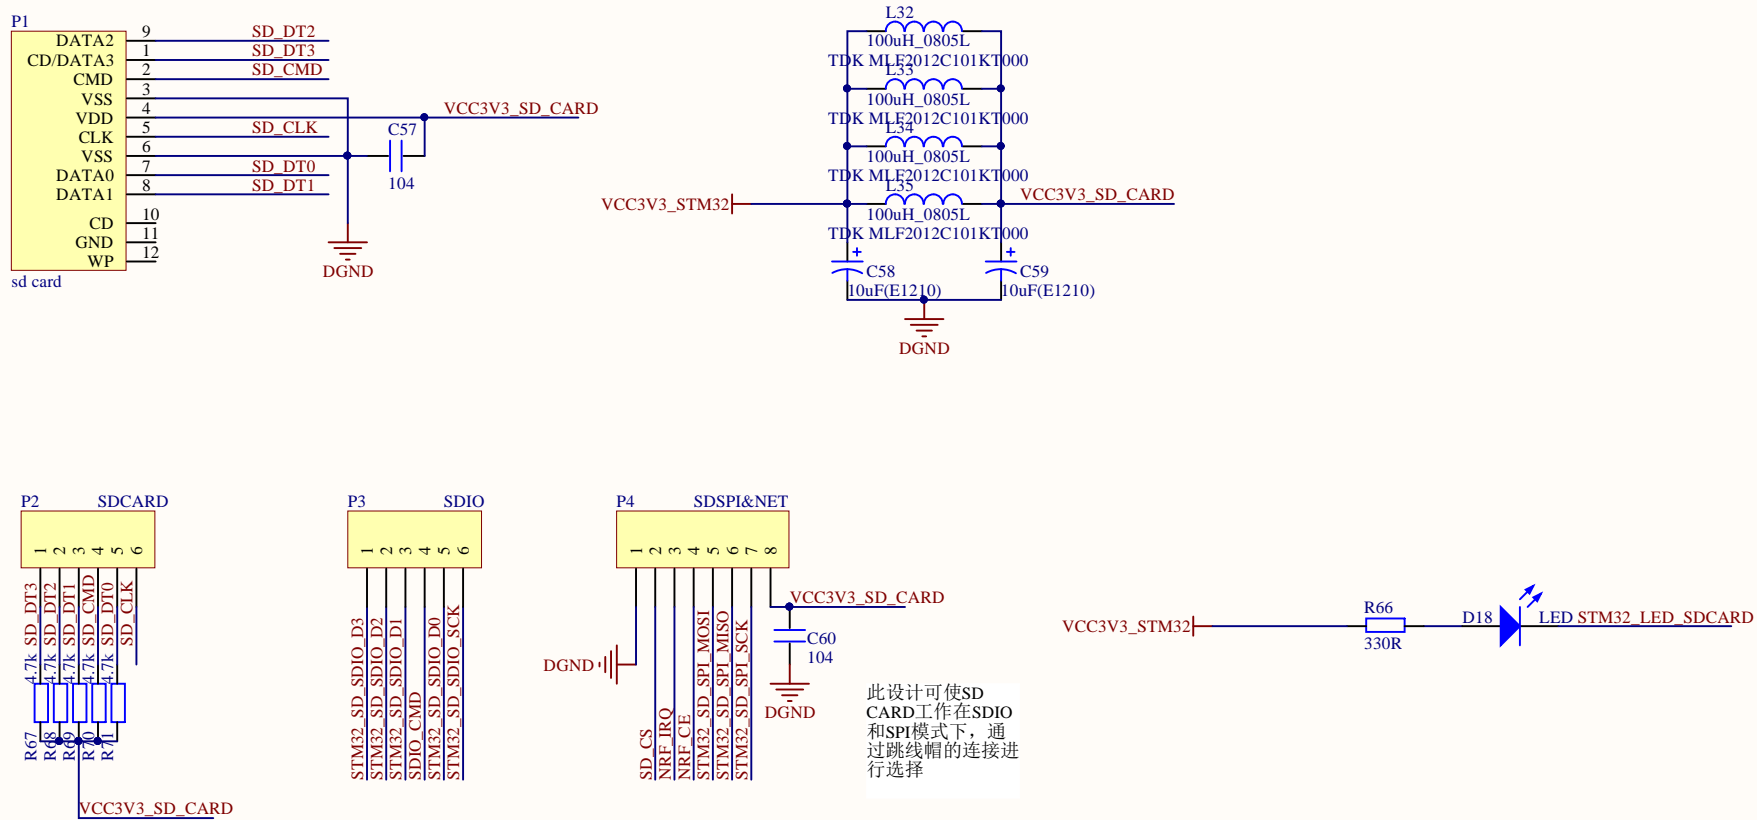 P1
DATA2 9 SD_DT2
CD/DATA3 1 SD_DT3
CMD 2 SD_CMD
VSS 3
VDD 4 VCC3V3_SD_CARD
CLK 5 SD_CLK
VSS 6
DATA0 7 SD_DT0
DATA1 8 SD_DT1
CD 10
GND 11
WP 12
sd card
C57
104
DGND
L32
100uH_0805L
TDK MLF2012C101KT000
L33
100uH_0805L
TDK MLF2012C101KT000
L34
100uH_0805L
TDK MLF2012C101KT000
L35
100uH_0805L
TDK MLF2012C101KT000
VCC3V3_STM32
VCC3V3_SD_CARD
+
C58
10uF(E1210)
+
C59
10uF(E1210)
DGND
P2 SDCARD
1 2 3 4 5 6
SD_DT3
SD_DT2
SD_DT1
SD_CMD
SD_DT0
SD_CLK
4.7k
4.7k
4.7k
4.7k
4.7k
R67
R68
R69
R70
R71
VCC3V3_SD_CARD
P3 SDIO
1 2 3 4 5 6
STM32_SD_SDIO_D3
STM32_SD_SDIO_D2
STM32_SD_SDIO_D1
SDIO_CMD
STM32_SD_SDIO_D0
STM32_SD_SDIO_SCK
P4 SDSPI&NET
1 2 3 4 5 6 7 8
DGND
SD_CS
NRF_IRQ
NRF_CE
STM32_SD_SPI_MOSI
STM32_SD_SPI_MISO
STM32_SD_SPI_SCK
VCC3V3_SD_CARD
C60
104
DGND
此设计可使SD
CARD工作在SDIO
和SPI模式下，通
过跳线帽的连接进
行选择
VCC3V3_STM32
R66
330R
D18
LED
STM32_LED_SDCARD